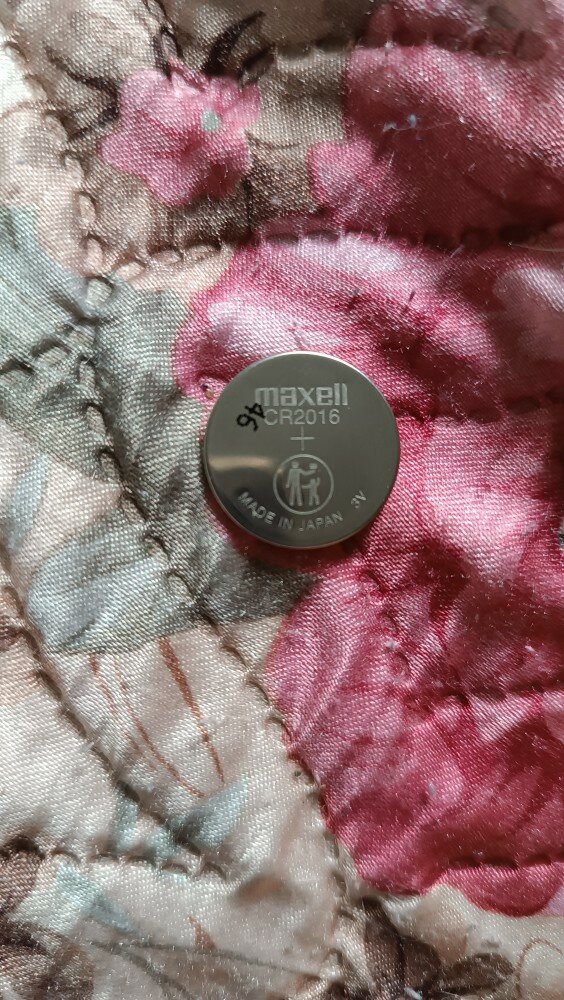 maxell
CR2016
46
+
MADE IN JAPAN 3V